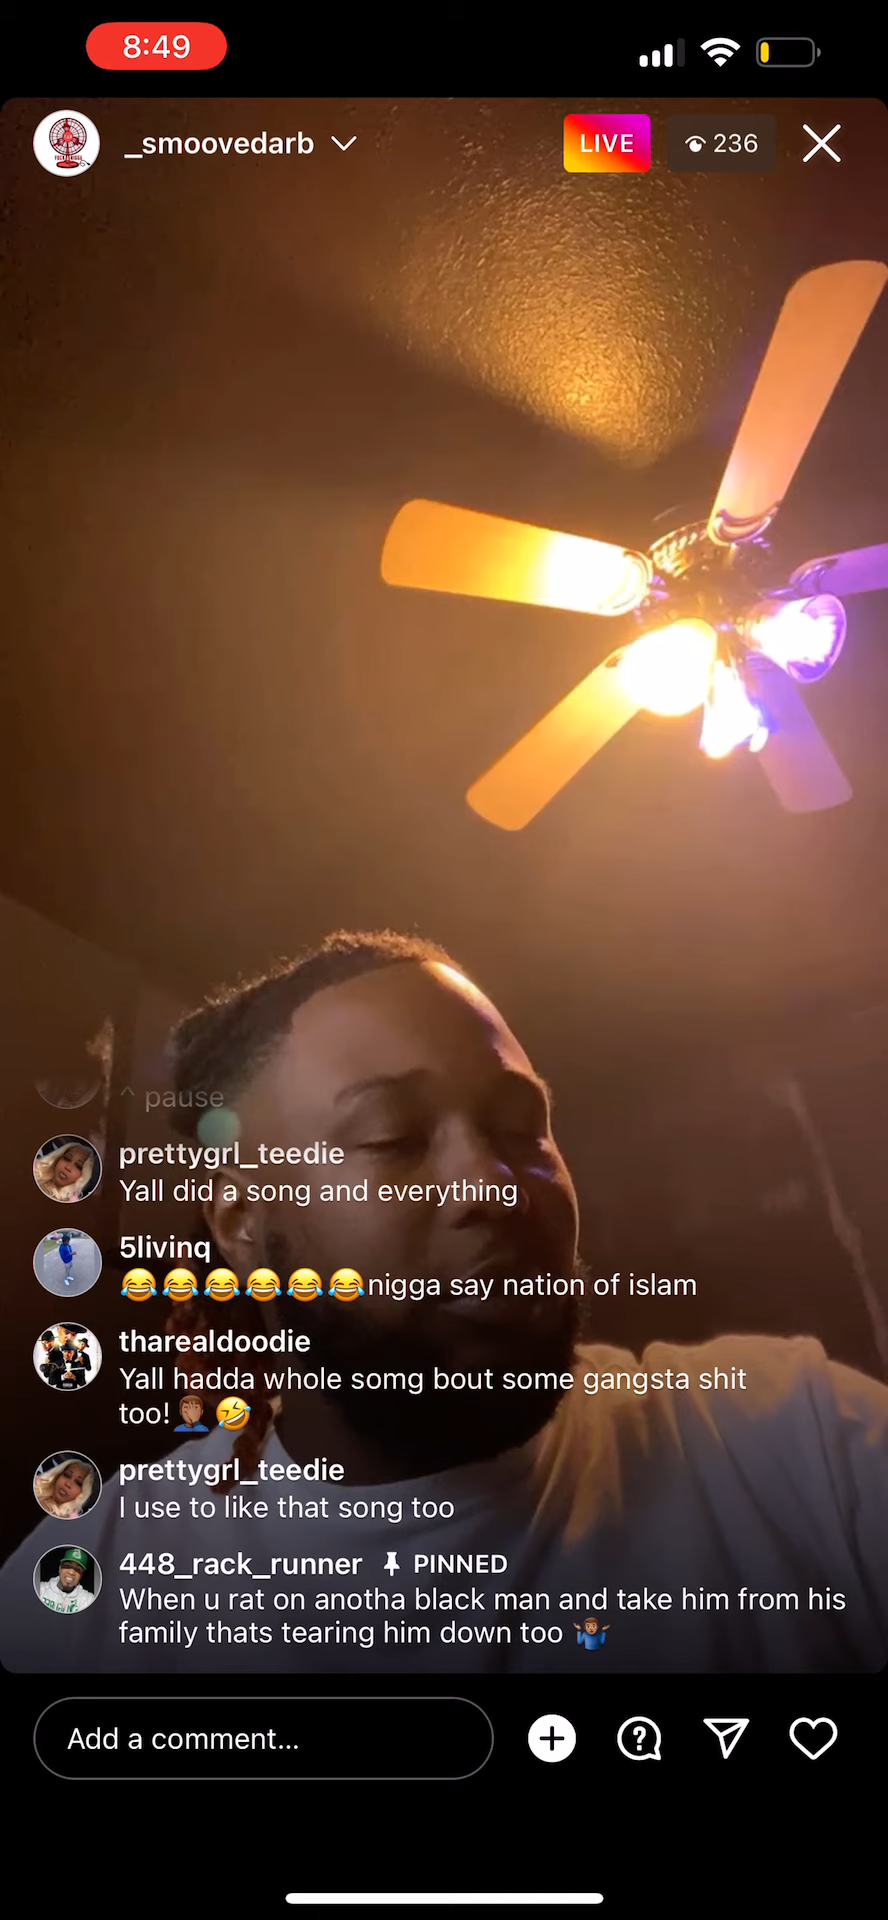 8:49
_smoovedarb
LIVE
236
^ pause
prettygrl_teedie
Yall did a song and everything
5livinq
😂😂😂😂😂😂nigga say nation of islam
tharealdoodie
Yall hadda whole somg bout some gangsta shit
too!🤦🏽‍♂️🤣
prettygrl_teedie
I use to like that song too
448_rack_runner PINNED
When u rat on anotha black man and take him from his
family thats tearing him down too 🤷🏽‍♂️
Add a comment...